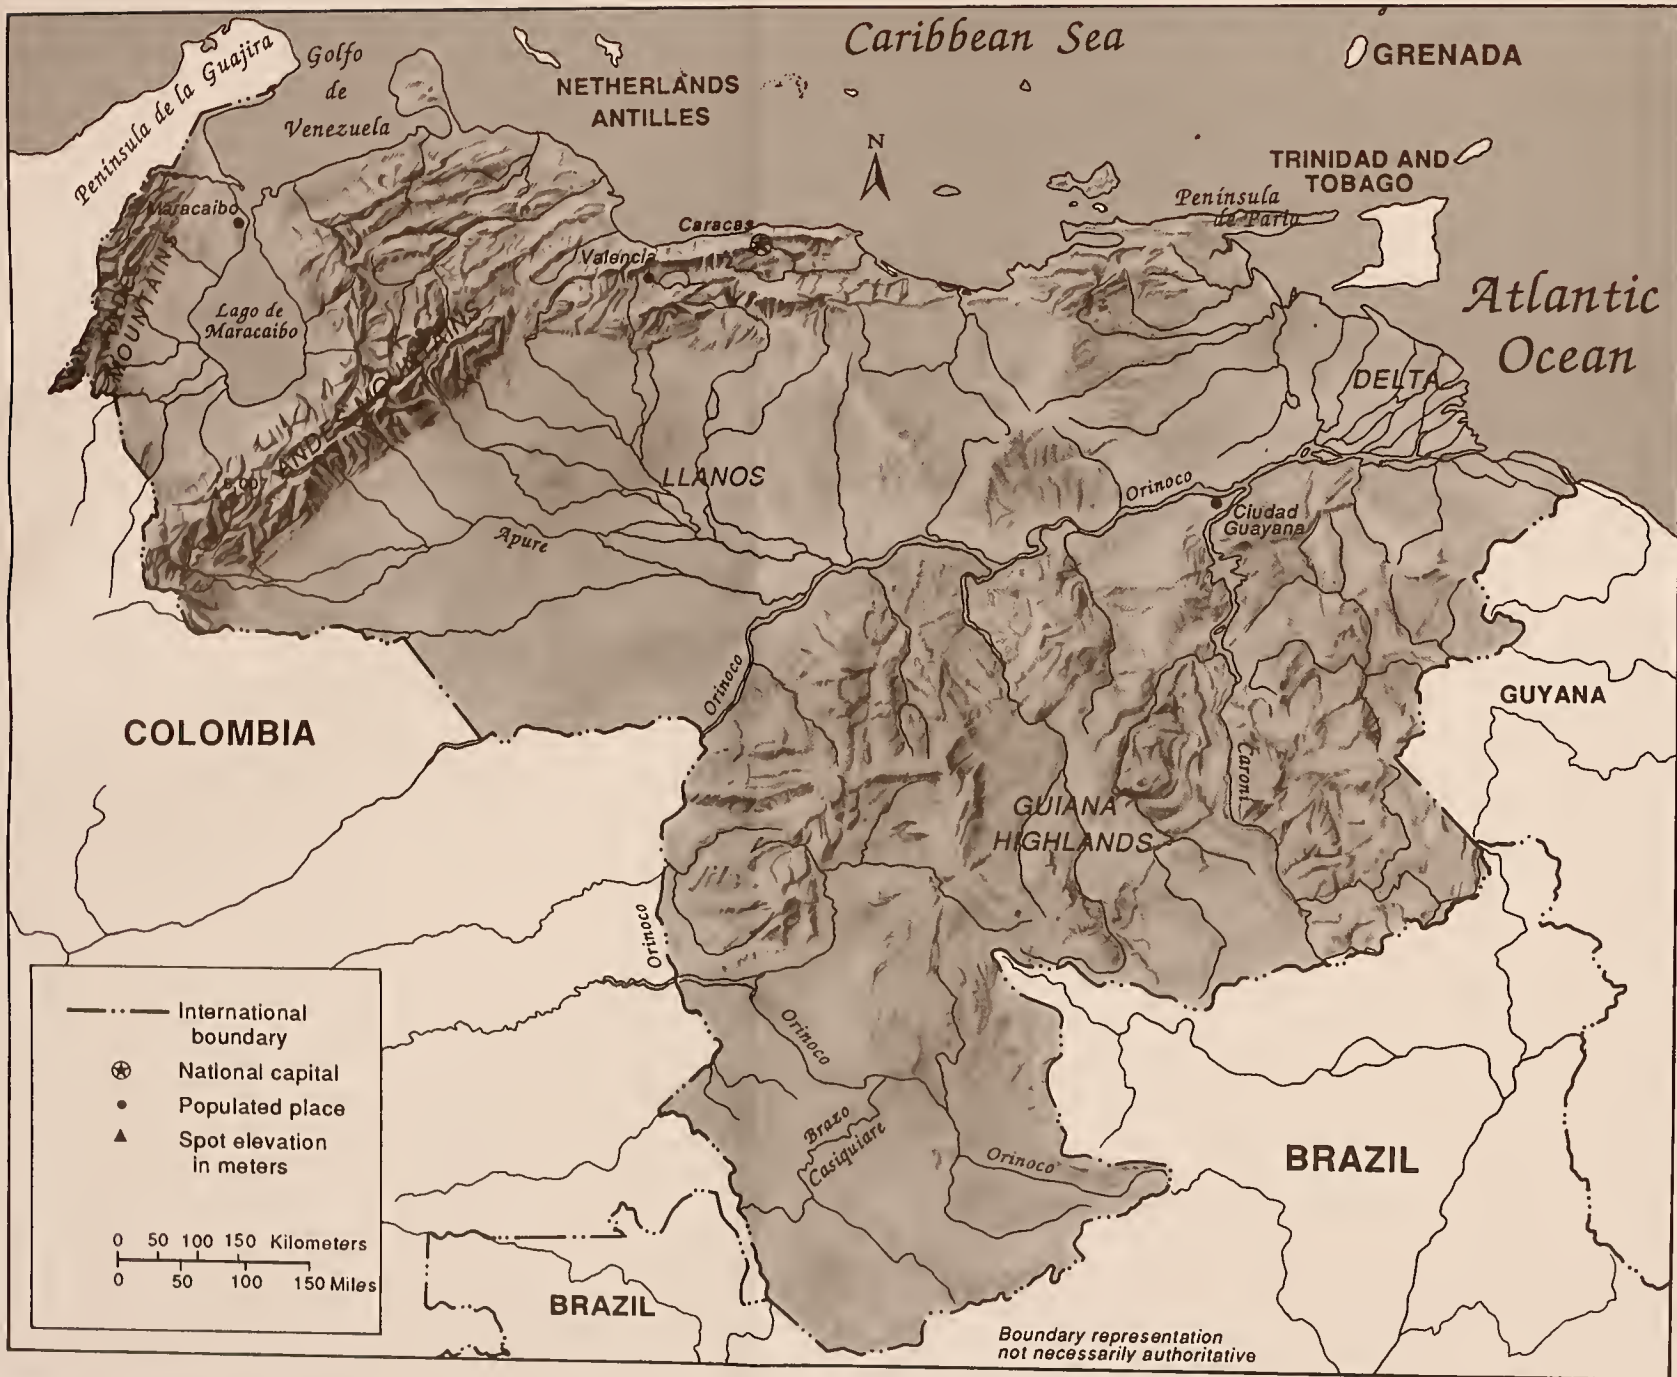 Caribbean Sea
Península de la Guajira
Golfo
de
Venezuela
NETHERLANDS
ANTILLES
GRENADA
N
TRINIDAD AND
TOBAGO
Península
de Paria
Maracaibo
Caracas
Valencia
Atlantic
Ocean
ANDES
MOUNTAINS
Lago de
Maracaibo
ANDES MOUNTAINS
DELTA
LLANOS
Orinoco
Ciudad
Guayana
Apure
Orinoco
COLOMBIA
GUYANA
Caroni
GUIANA
HIGHLANDS
Orinoco
Orinoco
Brazo
Casiquiare
Orinoco
BRAZIL
BRAZIL
International
boundary
National capital
Populated place
Spot elevation
in meters
0 50 100 150 Kilometers
0 50 100 150 Miles
Boundary representation
not necessarily authoritative